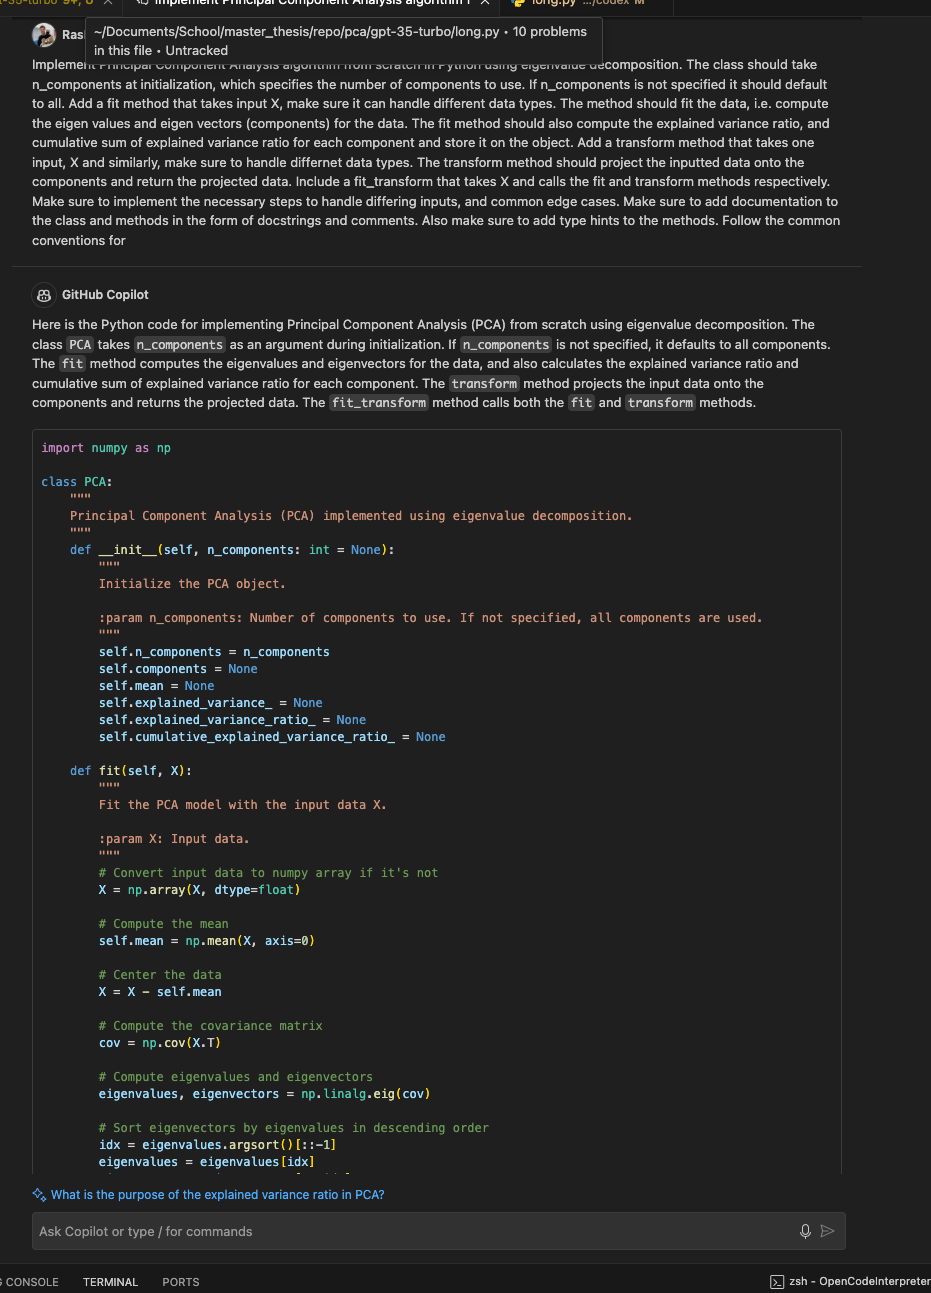 Implement Principal Component Analysis algorithm f
long.py .../codex M
Ras
~/Documents/School/master_thesis/repo/pca/gpt-35-turbo/long.py • 10 problems
in this file • Untracked
Implement Principal Component Analysis algorithm from scratch in Python using eigenvalue decomposition. The class should take
n_components at initialization, which specifies the number of components to use. If n_components is not specified it should default
to all. Add a fit method that takes input X, make sure it can handle different data types. The method should fit the data, i.e. compute
the eigen values and eigen vectors (components) for the data. The fit method should also compute the explained variance ratio, and
cumulative sum of explained variance ratio for each component and store it on the object. Add a transform method that takes one
input, X and similarly, make sure to handle differnet data types. The transform method should project the inputted data onto the
components and return the projected data. Include a fit_transform that takes X and calls the fit and transform methods respectively.
Make sure to implement the necessary steps to handle differing inputs, and common edge cases. Make sure to add documentation to
the class and methods in the form of docstrings and comments. Also make sure to add type hints to the methods. Follow the common
conventions for
GitHub Copilot
Here is the Python code for implementing Principal Component Analysis (PCA) from scratch using eigenvalue decomposition. The
class PCA takes n_components as an argument during initialization. If n_components is not specified, it defaults to all components.
The fit method computes the eigenvalues and eigenvectors for the data, and also calculates the explained variance ratio and
cumulative sum of explained variance ratio for each component. The transform method projects the input data onto the
components and returns the projected data. The fit_transform method calls both the fit and transform methods.
import numpy as np
class PCA:
"""
Principal Component Analysis (PCA) implemented using eigenvalue decomposition.
"""
def __init__(self, n_components: int = None):
"""
Initialize the PCA object.
:param n_components: Number of components to use. If not specified, all components are used.
"""
self.n_components = n_components
self.components = None
self.mean = None
self.explained_variance_ = None
self.explained_variance_ratio_ = None
self.cumulative_explained_variance_ratio_ = None
def fit(self, X):
"""
Fit the PCA model with the input data X.
:param X: Input data.
"""
# Convert input data to numpy array if it's not
X = np.array(X, dtype=float)
# Compute the mean
self.mean = np.mean(X, axis=0)
# Center the data
X = X - self.mean
# Compute the covariance matrix
cov = np.cov(X.T)
# Compute eigenvalues and eigenvectors
eigenvalues, eigenvectors = np.linalg.eig(cov)
# Sort eigenvectors by eigenvalues in descending order
idx = eigenvalues.argsort()[::-1]
eigenvalues = eigenvalues[idx]
What is the purpose of the explained variance ratio in PCA?
Ask Copilot or type / for commands
G CONSOLE TERMINAL PORTS zsh - OpenCodeInterpreter